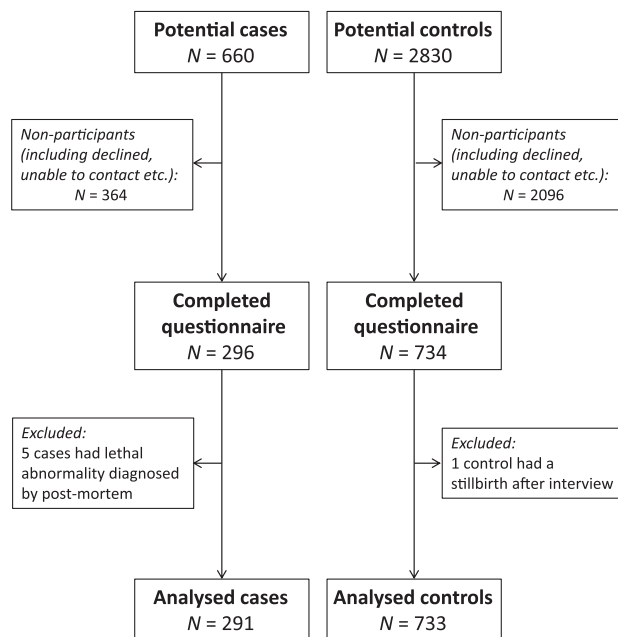 Potential cases
N = 660
Potential controls
N = 2830
Non-participants
(including declined,
unable to contact etc.):
N = 364
Non-participants
(including declined,
unable to contact etc.):
N = 2096
Completed
questionnaire
N = 296
Completed
questionnaire
N = 734
Excluded:
5 cases had lethal
abnormality diagnosed
by post-mortem
Excluded:
1 control had a
stillbirth after interview
Analysed cases
N = 291
Analysed controls
N = 733